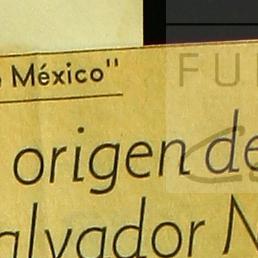 México"
FU
origen de
alvador N